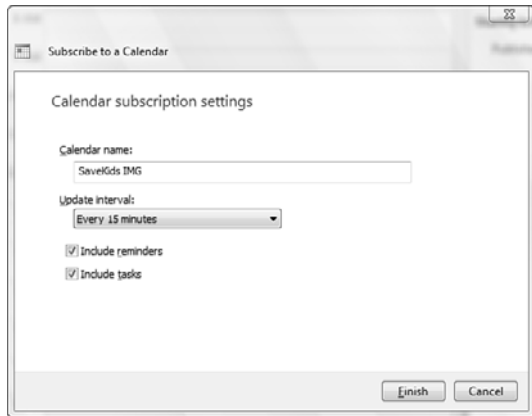 Subscribe to a Calendar
Calendar subscription settings
Calendar name:
SaveKids IMG
Update interval:
Every 15 minutes
Include reminders
Include tasks
Finish
Cancel